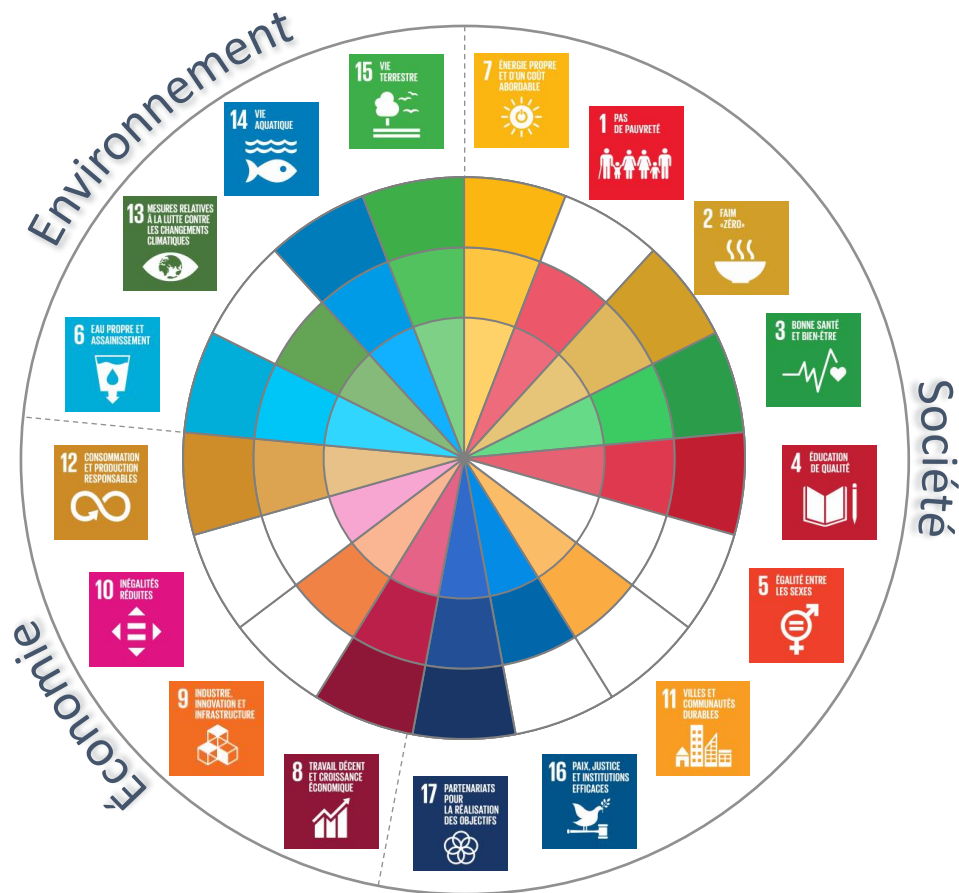 Environnement
15 VIE
TERRESTRE
7 ÉNERGIE PROPRE
ET D'UN COÛT
ABORDABLE
14 VIE
AQUATIQUE
1 PAS
DE PAUVRETÉ
13 MESURES RELATIVES
À LA LUTTE CONTRE
LES CHANGEMENTS
CLIMATIQUES
2 FAIM
«ZÉRO»
6 EAU PROPRE ET
ASSAINISSEMENT
3 BONNE SANTÉ
ET BIEN-ÊTRE
Société
12 CONSOMMATION
ET PRODUCTION
RESPONSABLES
4 ÉDUCATION
DE QUALITÉ
10 INÉGALITÉS
RÉDUITES
5 ÉGALITÉ ENTRE
LES SEXES
Économie
9 INDUSTRIE,
INNOVATION ET
INFRASTRUCTURE
11 VILLES ET
COMMUNAUTÉS
DURABLES
8 TRAVAIL DÉCENT
ET CROISSANCE
ÉCONOMIQUE
17 PARTENARIATS
POUR
LA RÉALISATION
DES OBJECTIFS
16 PAIX, JUSTICE
ET INSTITUTIONS
EFFICACES